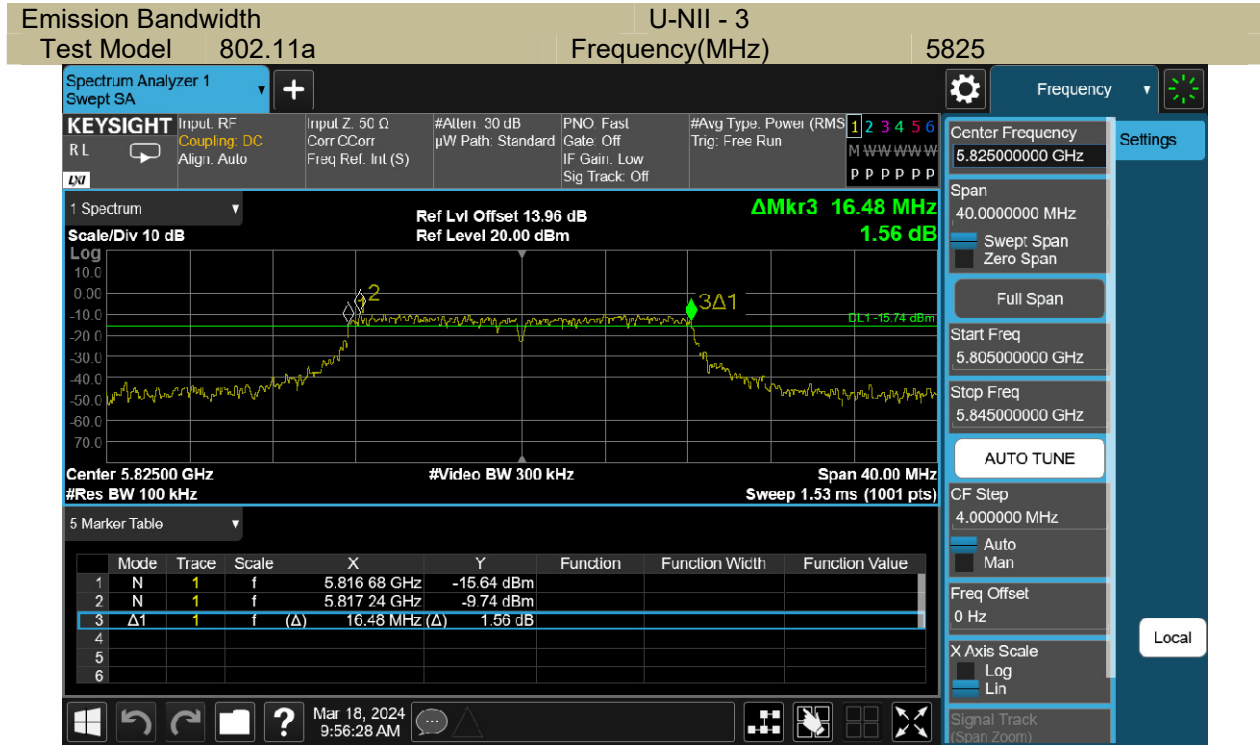 Emission Bandwidth U-NII - 3
Test Model 802.11a Frequency(MHz) 5825
Spectrum Analyzer 1
Swept SA
+
Frequency
KEYSIGHT Input: RF Input Z: 50 Ω #Atten: 30 dB PNO: Fast #Avg Type: Power (RMS 1 2 3 4 5 6
RL Coupling: DC Corr CCorr µW Path: Standard Gate: Off Trig: Free Run
Align: Auto Freq Ref: Int (S) IF Gain: Low M W W W W W
LXI Sig Track: Off P P P P P P
Center Frequency
5.825000000 GHz
Settings
Span
40.0000000 MHz
Swept Span
Zero Span
Full Span
Start Freq
5.805000000 GHz
Stop Freq
5.845000000 GHz
AUTO TUNE
CF Step
4.000000 MHz
Auto
Man
Freq Offset
0 Hz
X Axis Scale
Log
Lin
Signal Track
(Span Zoom)
Local
1 Spectrum
Ref Lvl Offset 13.96 dB ΔMkr3 16.48 MHz
Scale/Div 10 dB Ref Level 20.00 dBm 1.56 dB
Log
10.0
0.00
-10.0
-20.0
-30.0
-40.0
-50.0
-60.0
70.0
2
3Δ1
DL1 -15.74 dBm
Center 5.82500 GHz #Video BW 300 kHz Span 40.00 MHz
#Res BW 100 kHz Sweep 1.53 ms (1001 pts)
5 Marker Table
Mode Trace Scale X Y Function Function Width Function Value
1 N 1 f 5.816 68 GHz -15.64 dBm
2 N 1 f 5.817 24 GHz -9.74 dBm
3 Δ1 1 f (Δ) 16.48 MHz (Δ) 1.56 dB
4
5
6
? Mar 18, 2024
9:56:28 AM